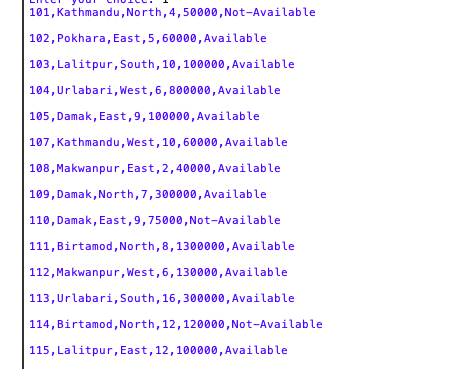 Enter your choice: 1
101,Kathmandu,North,4,50000,Not-Available
102,Pokhara,East,5,60000,Available
103,Lalitpur,South,10,100000,Available
104,Urlabari,West,6,800000,Available
105,Damak,East,9,100000,Available
107,Kathmandu,West,10,60000,Available
108,Makwanpur,East,2,40000,Available
109,Damak,North,7,300000,Available
110,Damak,East,9,75000,Not-Available
111,Birtamod,North,8,1300000,Available
112,Makwanpur,West,6,130000,Available
113,Urlabari,South,16,300000,Available
114,Birtamod,North,12,120000,Not-Available
115,Lalitpur,East,12,100000,Available